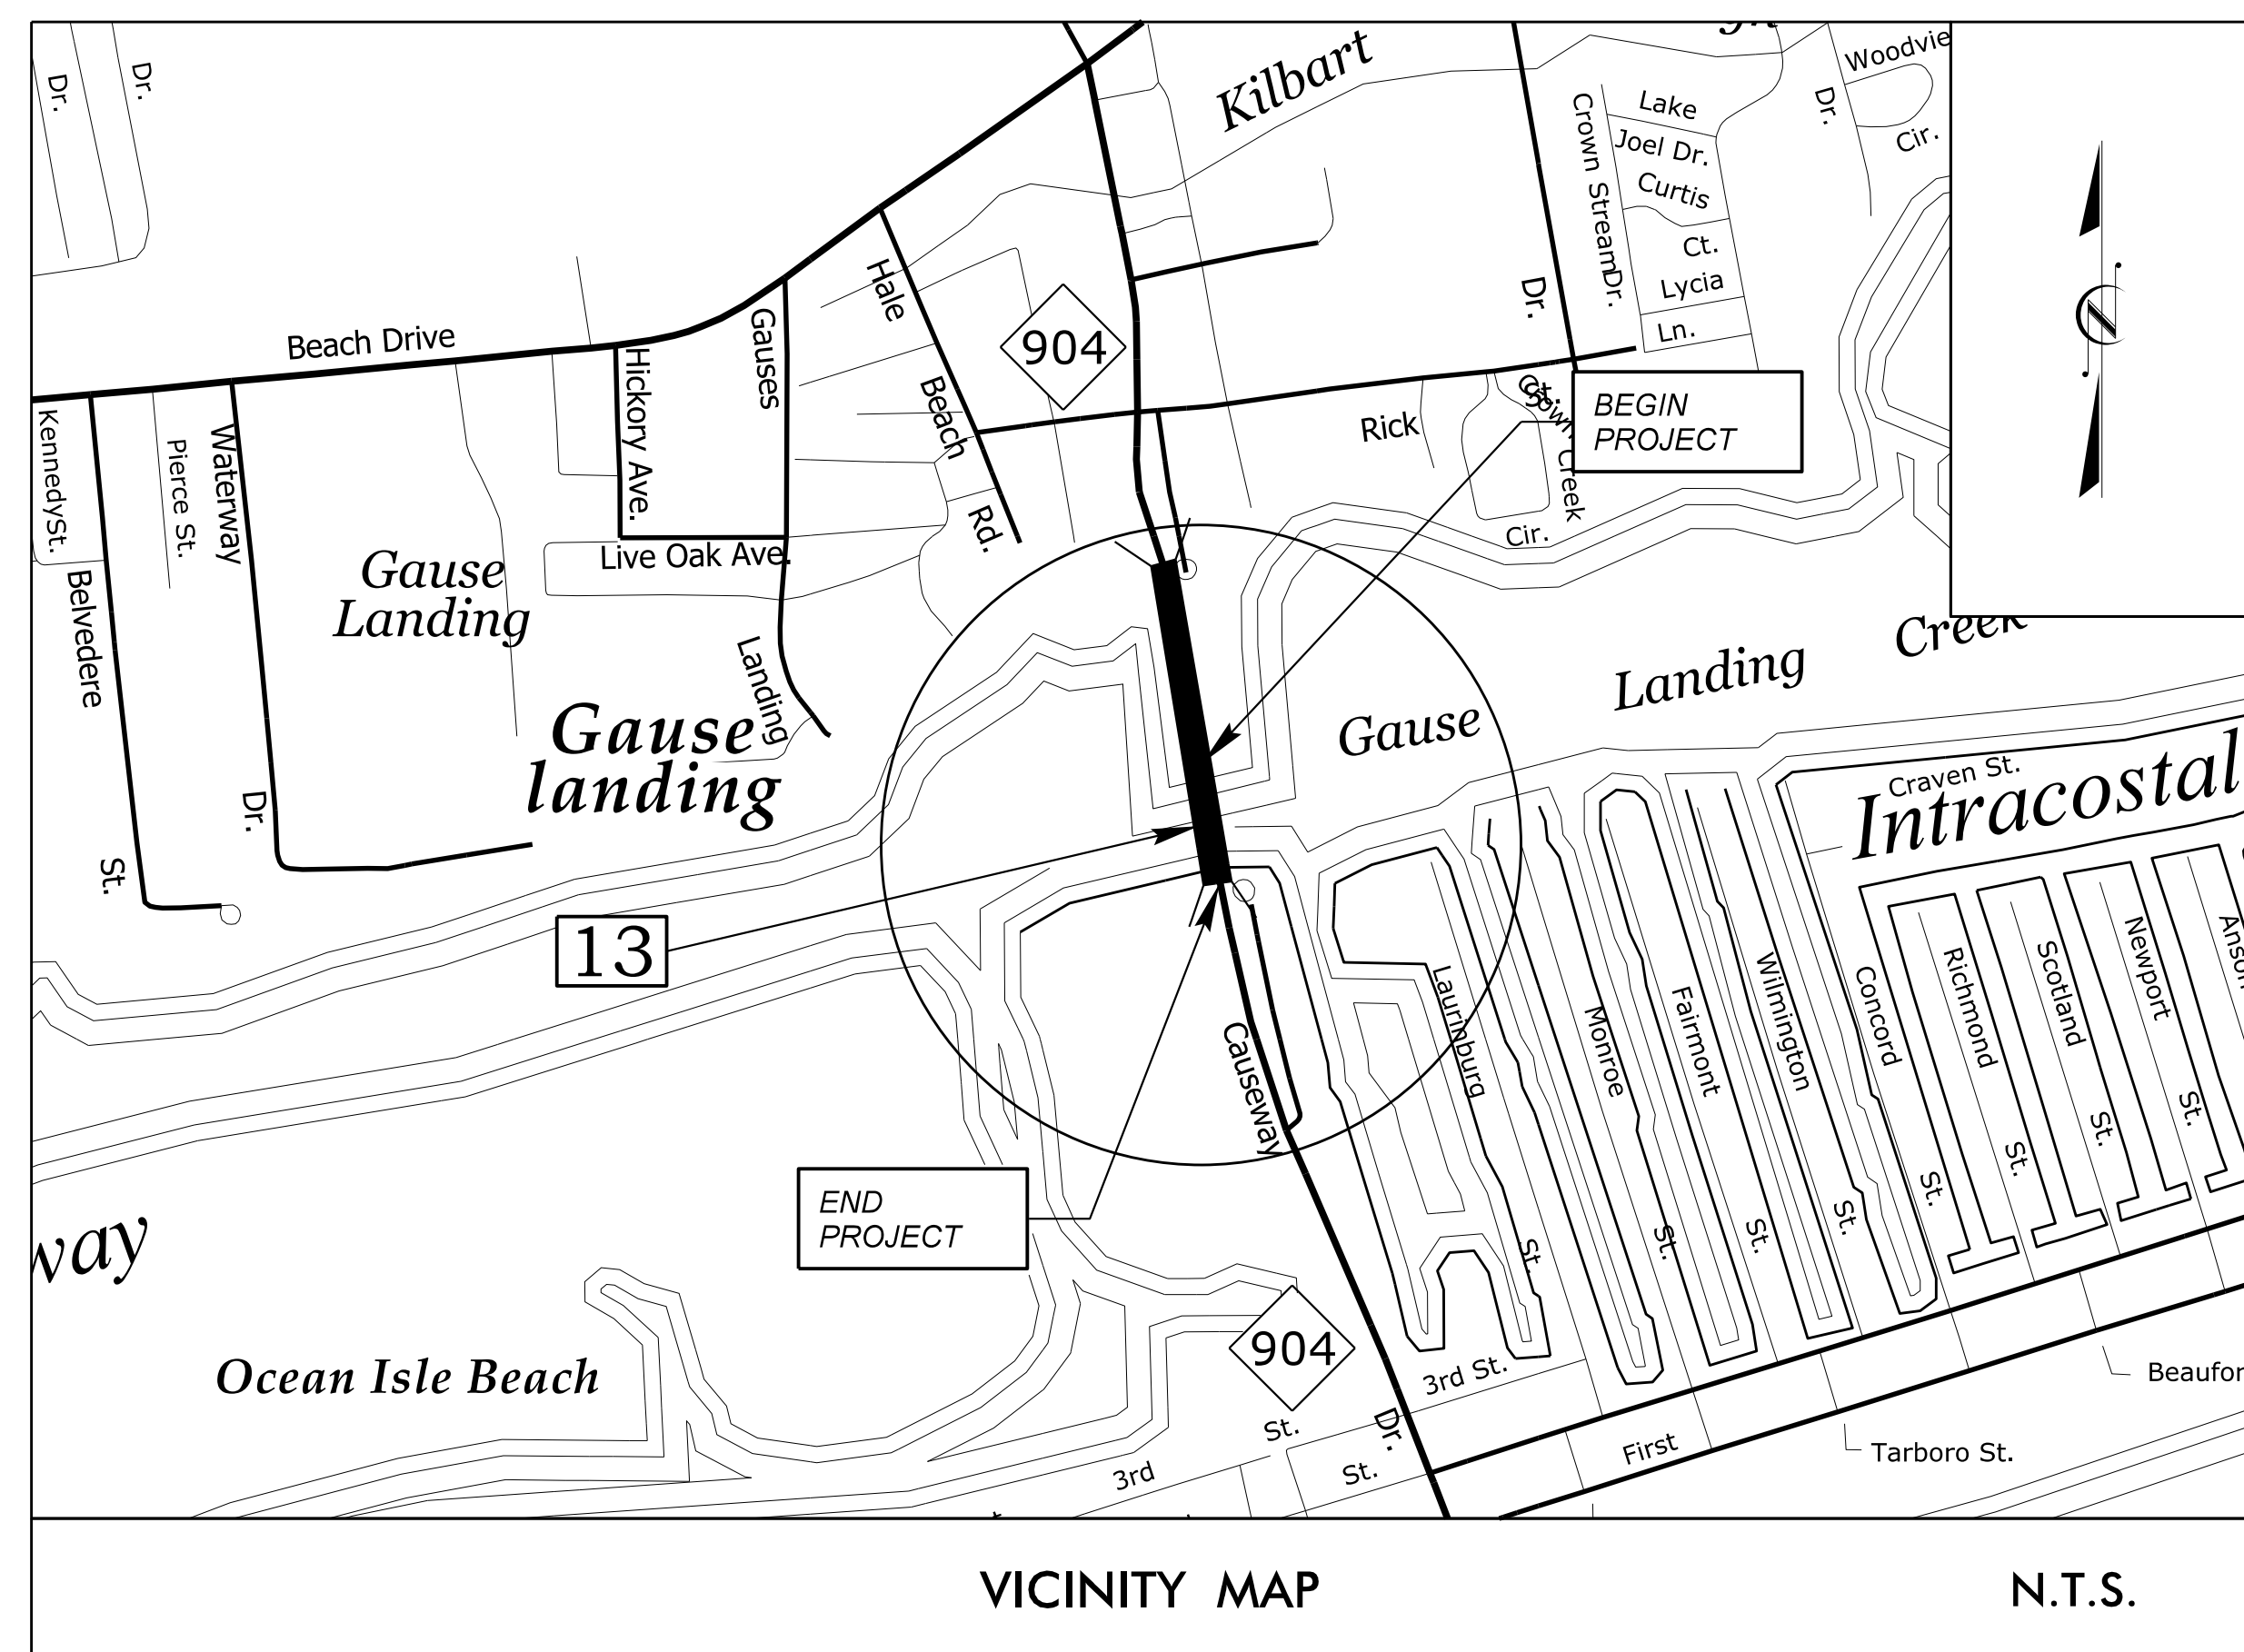 Kilbart
Woodvie
Dr.
Dr.
Dr.
Cir.
Lake
Joel Dr.
Curtis
Ct.
Crown Stream Dr.
Lycia
Ln.
Dr.
Hale
Beach
Rd.
904
Beach Drive
Gauses
Landing
Hickory Ave.
Live Oak Ave.
KennedySt.
Pierce St.
Waterway
Dr.
Belvedere
St.
Rick
St.
Crown Creek
Cir.
BEGIN
PROJECT
N
Gause
Landing
Gause
landing
Gause
Landing
Creek
Craven St.
Intracostal
13
Causeway
Dr.
Laurinburg
St.
Monroe
St.
Fairmont
St.
Wilmington
St.
Concord
St.
Richmond
St.
Scotland
St.
Newport
St.
Anso
END
PROJECT
way
Ocean Isle Beach
904
3rd St.
3rd
St.
St.
First
Tarboro St.
Beaufor
VICINITY MAP
N.T.S.